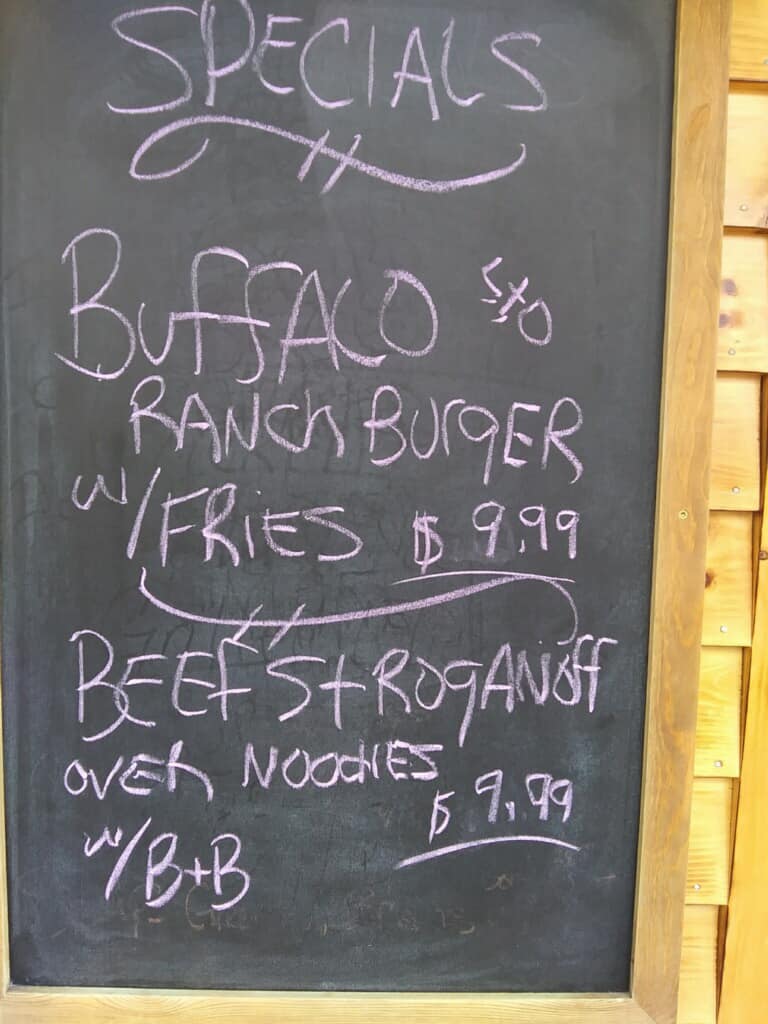 SPECIALS
BuffALO
RANch BurgER
w/FRiES $ 9.99
BEEf StROgANoff
OVER NOOdlES
$ 9.99
w/B+B